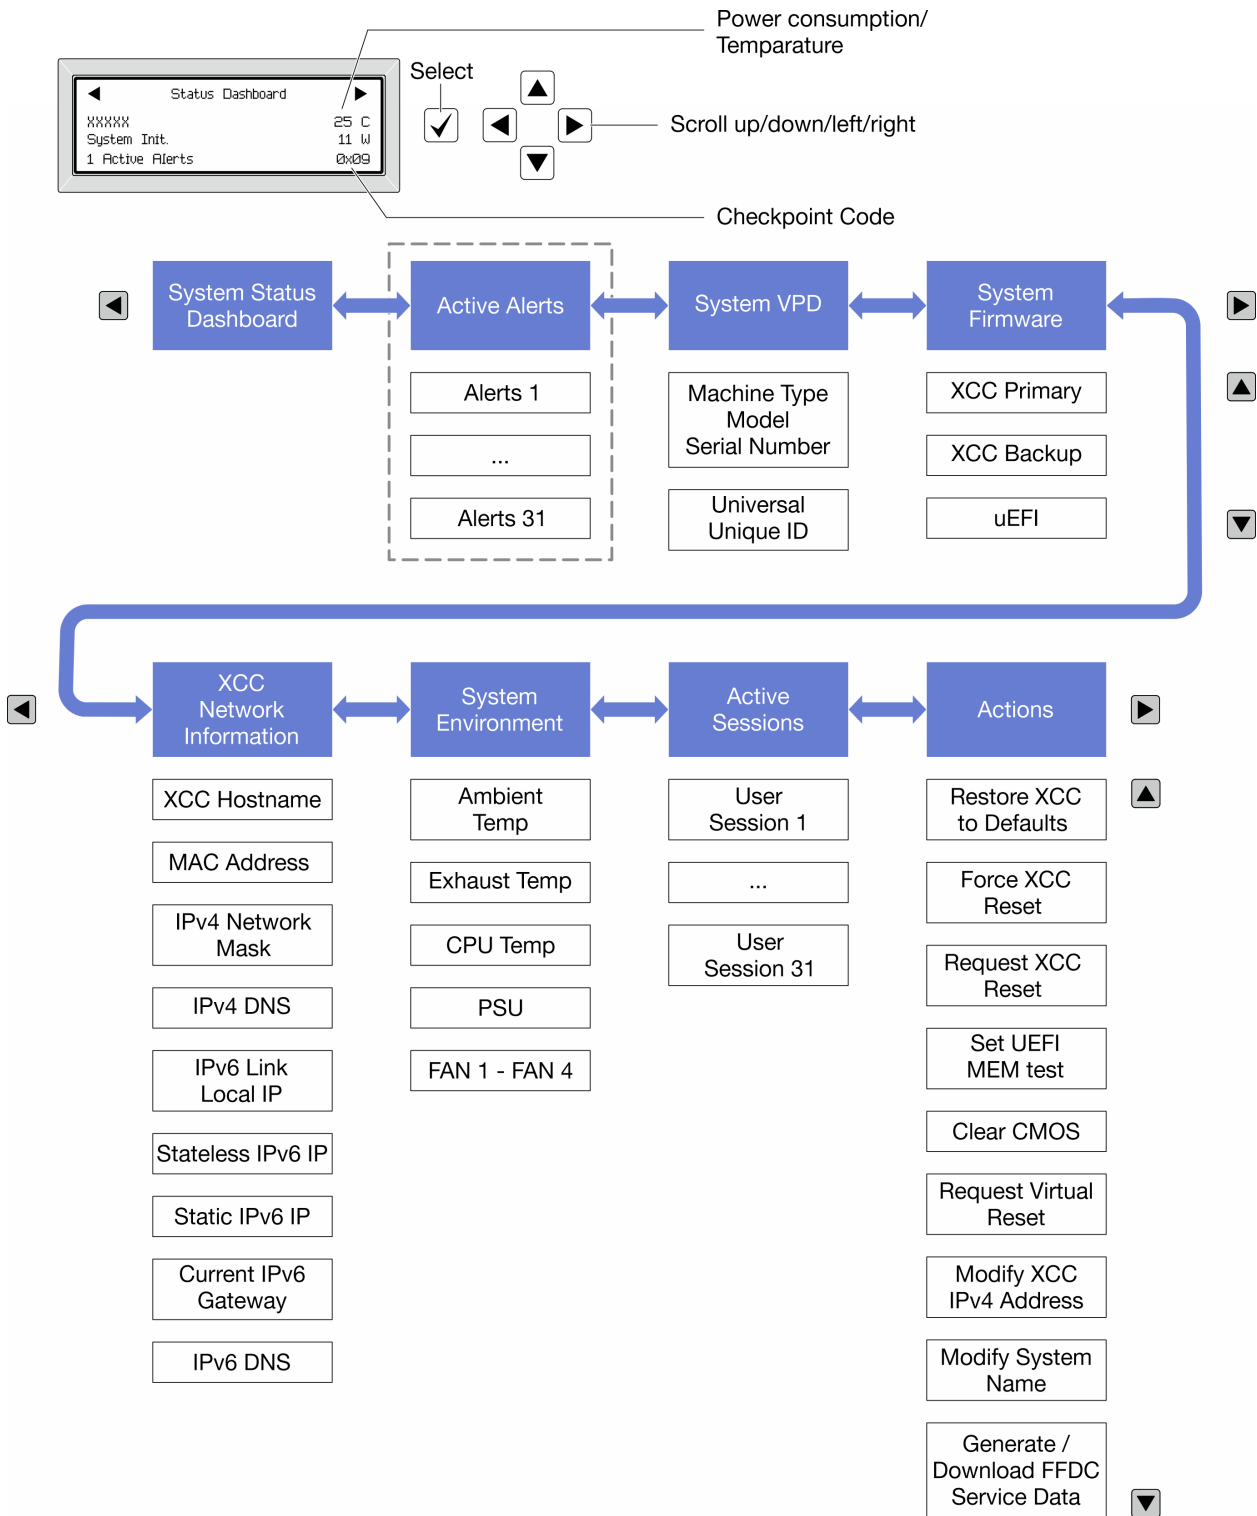 Power consumption/
Temparature
Select
Status Dashboard
XXXXX 25 C
System Init. 11 W
1 Active Alerts 0x09
Scroll up/down/left/right
Checkpoint Code
System Status
Dashboard
Active Alerts
Alerts 1
...
Alerts 31
System VPD
Machine Type
Model
Serial Number
Universal
Unique ID
System
Firmware
XCC Primary
XCC Backup
uEFI
XCC
Network
Information
XCC Hostname
MAC Address
IPv4 Network
Mask
IPv4 DNS
IPv6 Link
Local IP
Stateless IPv6 IP
Static IPv6 IP
Current IPv6
Gateway
IPv6 DNS
System
Environment
Ambient
Temp
Exhaust Temp
CPU Temp
PSU
FAN 1 - FAN 4
Active
Sessions
User
Session 1
...
User
Session 31
Actions
Restore XCC
to Defaults
Force XCC
Reset
Request XCC
Reset
Set UEFI
MEM test
Clear CMOS
Request Virtual
Reset
Modify XCC
IPv4 Address
Modify System
Name
Generate /
Download FFDC
Service Data